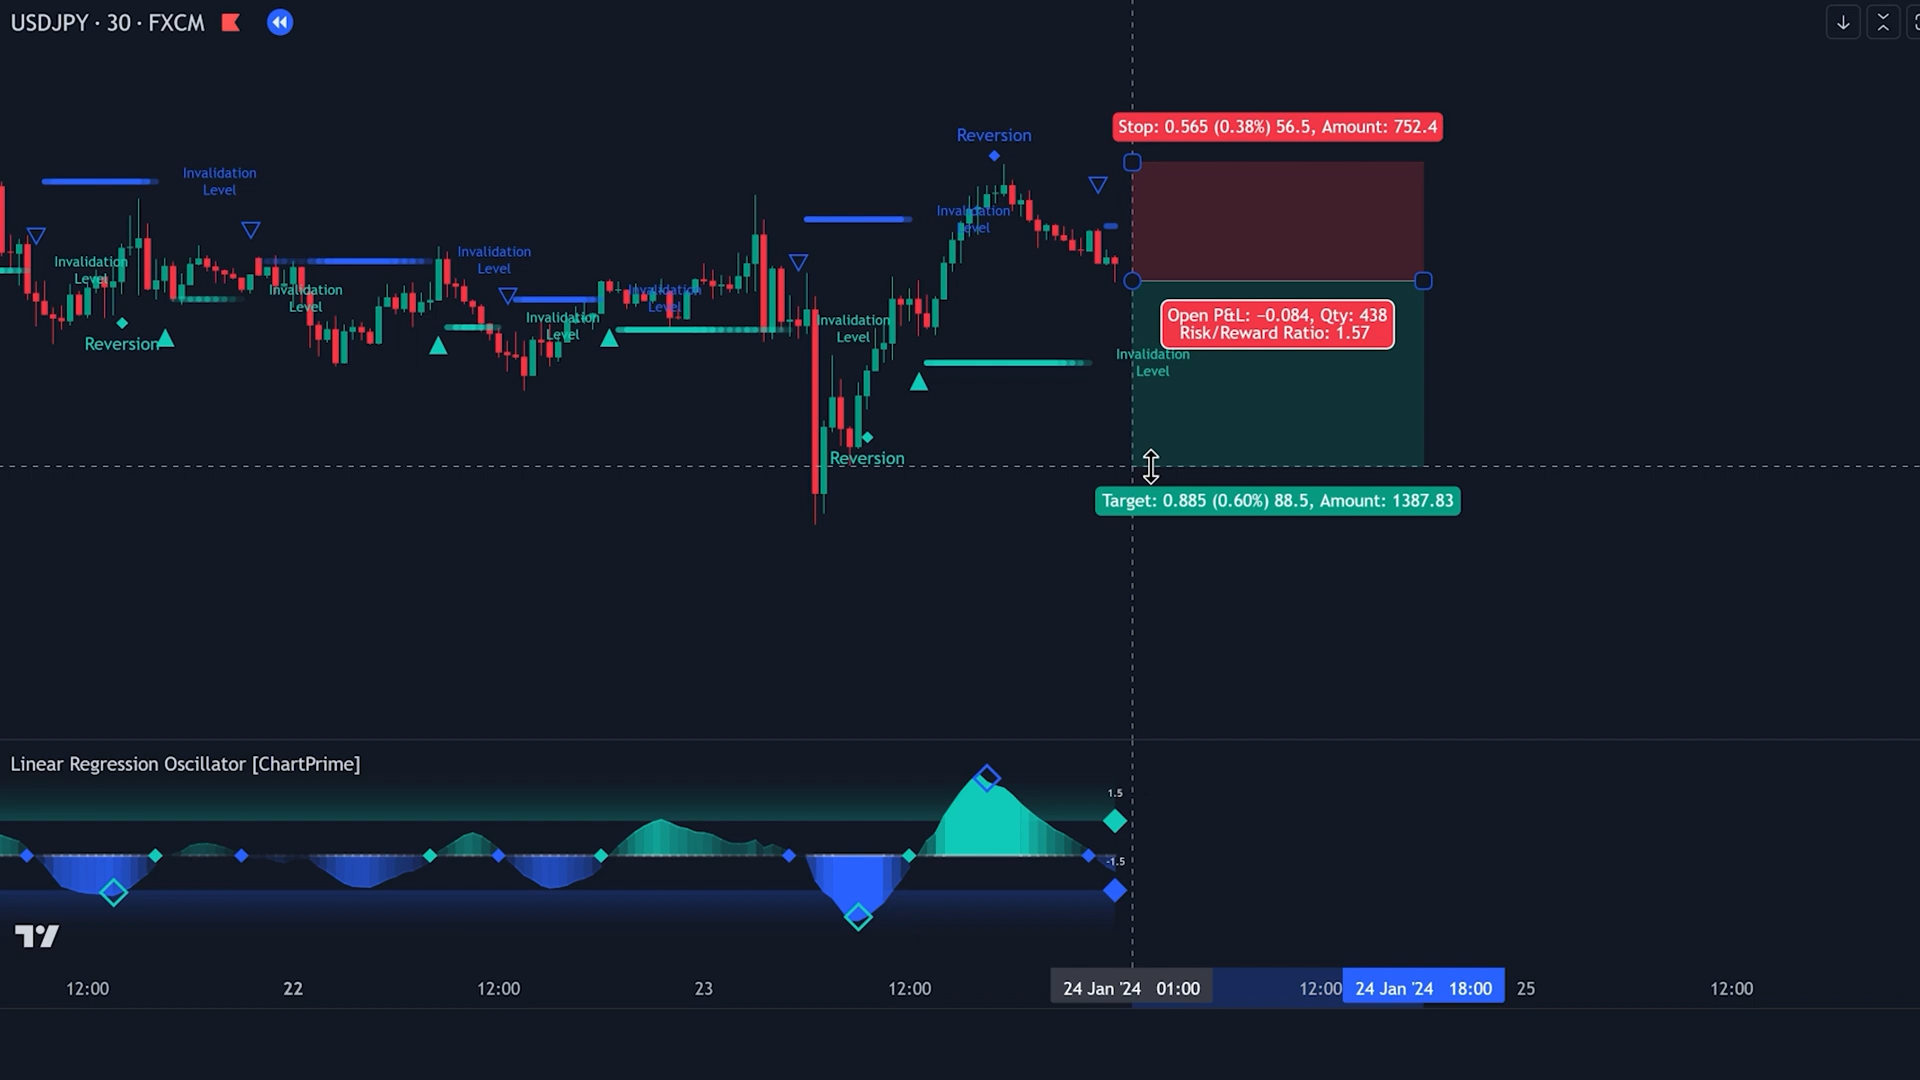 USDJPY · 30 · FXCM
Stop: 0.565 (0.38%) 56.5, Amount: 752.4
Reversion
Invalidation
Level
Invalidation
Level
Invalidation
Level
Invalidation
Level
Invalidation
Level
Invalidation
Level
Invalidation
Level
Invalidation
Level
Open P&L: −0.084, Qty: 438
Risk/Reward Ratio: 1.57
Reversion
Invalidation
Level
Reversion
Target: 0.885 (0.60%) 88.5, Amount: 1387.83
Linear Regression Oscillator [ChartPrime]
1.5
-1.5
12:00
22
12:00
23
12:00
24 Jan '24 01:00
12:00
24 Jan '24 18:00
25
12:00